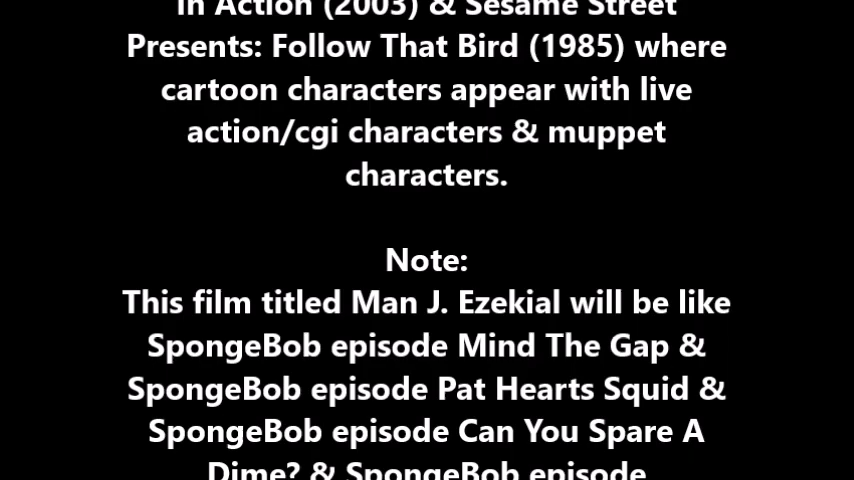 In Action (2003) & Sesame Street
Presents: Follow That Bird (1985) where
cartoon characters appear with live
action/cgi characters & muppet
characters.
Note:
This film titled Man J. Ezekial will be like
SpongeBob episode Mind The Gap &
SpongeBob episode Pat Hearts Squid &
SpongeBob episode Can You Spare A
Dime? & SpongeBob episode